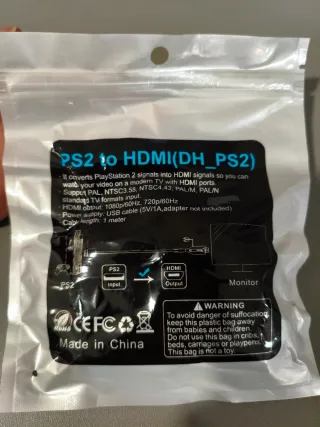 PS2 to HDMI(DH_PS2)
· It converts PlayStation 2 signals into HDMI signals so you can
watch your video on a modern TV with HDMI ports.
· Support PAL, NTSC3.58, NTSC4.43, PAL/M, PAL/N
standard TV formats input.
· HDMI output: 1080p/60Hz, 720p/60Hz
Power supply: USB cable (5V/1A,adapter not included)
Cable length: 1 meter
PS2
Input
HDMI
Output
PS2
Monitor
RoHS
CE FC
Made in China
WARNING
To avoid danger of suffocation,
keep this plastic bag away
from babies and children.
Do not use this bag in cribs,
beds, carriages or playpens.
This bag is not a toy.